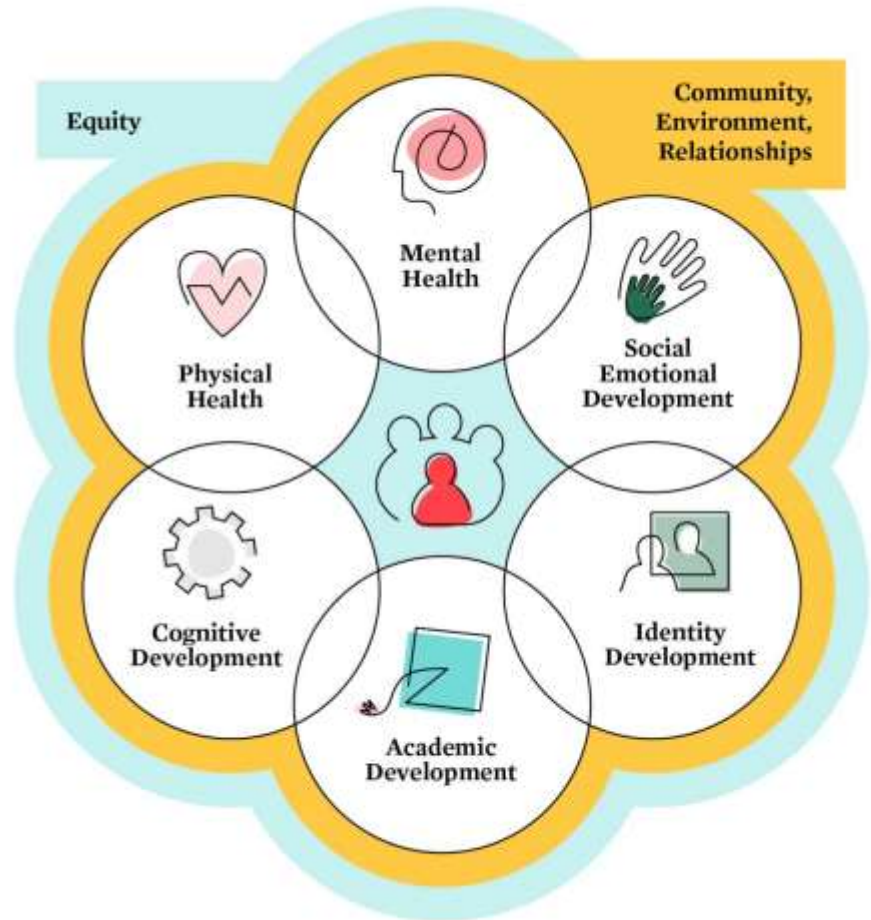 Equity
Community,
Environment,
Relationships
Mental
Health
Physical
Health
Social
Emotional
Development
Cognitive
Development
Identity
Development
Academic
Development